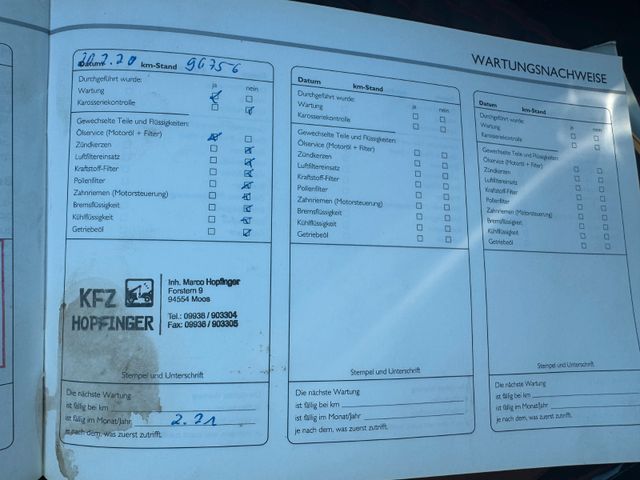 WARTUNGSNACHWEISE
Datum 20.2.20 km-Stand 96756
Durchgeführt wurde: ja nein
Wartung
Karosseriekontrolle
Gewechselte Teile und Flüssigkeiten:
Ölservice (Motoröl + Filter)
Zündkerzen
Luftfiltereinsatz
Kraftstoff-Filter
Pollenfilter
Zahnriemen (Motorsteuerung)
Bremsflüssigkeit
Kühlflüssigkeit
Getriebeöl
KFZ
HOPFINGER
Inh. Marco Hopfinger
Forstern 9
94554 Moos
Tel.: 09938 / 903304
Fax: 09938 / 903305
Stempel und Unterschrift
Die nächste Wartung
ist fällig bei km
ist fällig im Monat/Jahr 2.21
je nach dem, was zuerst zutrifft.
Datum km-Stand
Durchgeführt wurde: ja nein
Wartung
Karosseriekontrolle
Gewechselte Teile und Flüssigkeiten:
Ölservice (Motoröl + Filter)
Zündkerzen
Luftfiltereinsatz
Kraftstoff-Filter
Pollenfilter
Zahnriemen (Motorsteuerung)
Bremsflüssigkeit
Kühlflüssigkeit
Getriebeöl
Stempel und Unterschrift
Die nächste Wartung
ist fällig bei km
ist fällig im Monat/Jahr
je nach dem, was zuerst zutrifft.
Datum km-Stand
Durchgeführt wurde: ja nein
Wartung
Karosseriekontrolle
Gewechselte Teile und Flüssigkeiten:
Ölservice (Motoröl + Filter)
Zündkerzen
Luftfiltereinsatz
Kraftstoff-Filter
Pollenfilter
Zahnriemen (Motorsteuerung)
Bremsflüssigkeit
Kühlflüssigkeit
Getriebeöl
Stempel und Unterschrift
Die nächste Wartung
ist fällig bei km
ist fällig im Monat/Jahr
je nach dem, was zuerst zutrifft.